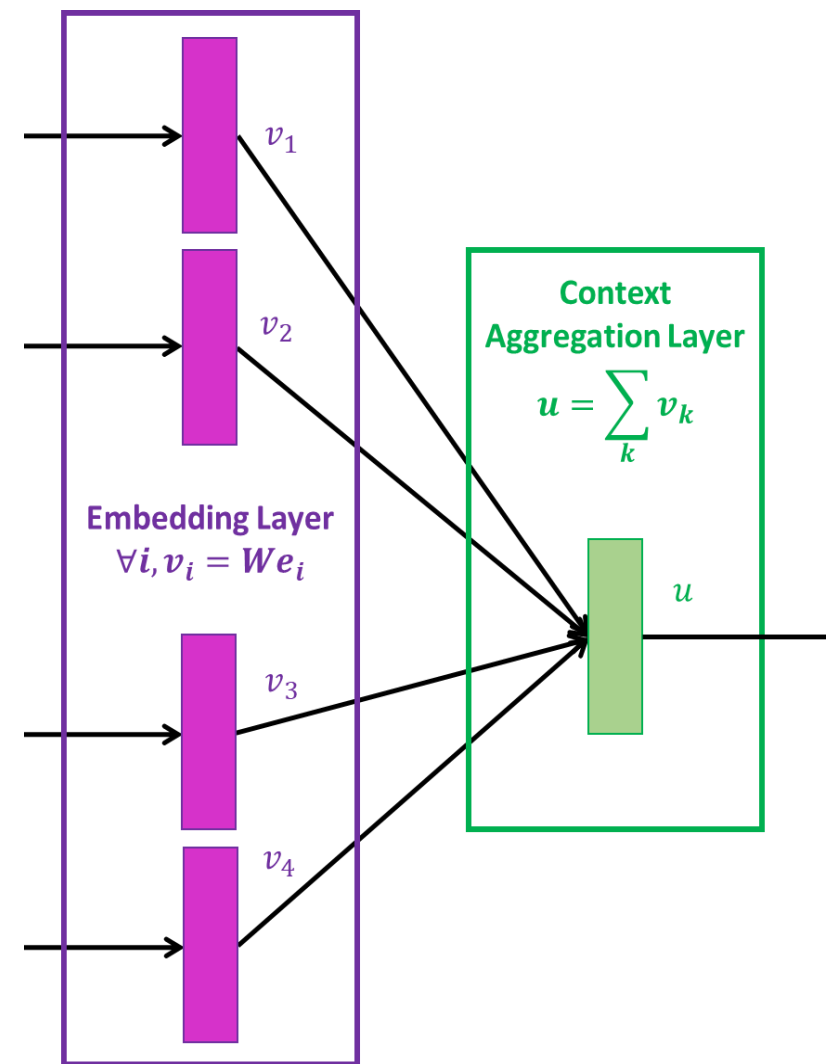 v₁
v₂
Embedding Layer
∀i, vᵢ = Weᵢ
v₃
v₄
Context
Aggregation Layer
u = ∑ₖ vₖ
u